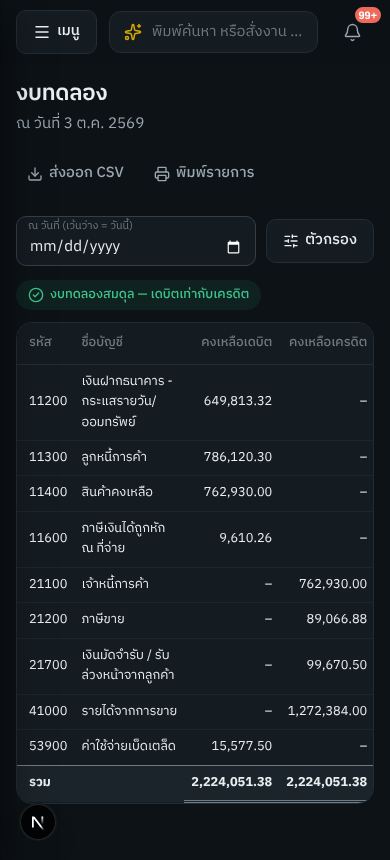 เมนู
พิมพ์ค้นหา หรือสั่งงาน ...
99+
งบทดลอง
ณ วันที่ 3 ต.ค. 2569
ส่งออก CSV พิมพ์รายการ
ณ วันที่ (เว้นว่าง = วันนี้)
mm/dd/yyyy
ตัวกรอง
งบทดลองสมดุล — เดบิตเท่ากับเครดิต
รหัส ชื่อบัญชี คงเหลือเดบิต คงเหลือเครดิต
เงินฝากธนาคาร -
11200 กระแสรายวัน/ 649,813.32 –
ออมทรัพย์
11300 ลูกหนี้การค้า 786,120.30 –
11400 สินค้าคงเหลือ 762,930.00 –
11600 ภาษีเงินได้ถูกหัก 9,610.26 –
ณ ที่จ่าย
21100 เจ้าหนี้การค้า – 762,930.00
21200 ภาษีขาย – 89,066.88
21700 เงินมัดจำรับ / รับ – 99,670.50
ล่วงหน้าจากลูกค้า
41000 รายได้จากการขาย – 1,272,384.00
53900 ค่าใช้จ่ายเบ็ดเตล็ด 15,577.50 –
รวม 2,224,051.38 2,224,051.38
N